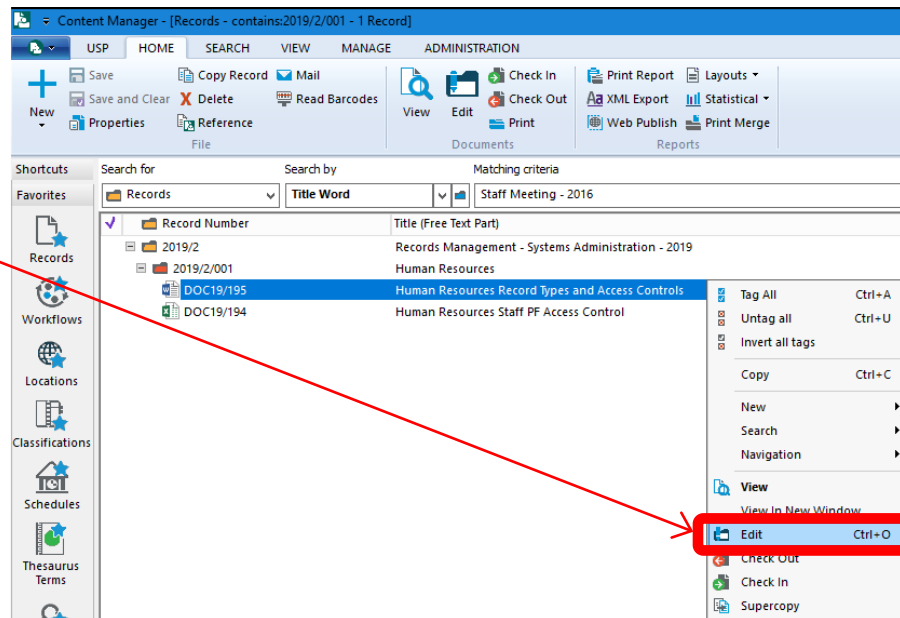 Content Manager - [Records - contains:2019/2/001 - 1 Record]
USP HOME SEARCH VIEW MANAGE ADMINISTRATION
New
Save
Save and Clear
Properties
Copy Record
Delete
Reference
Mail
Read Barcodes
File
View
Edit
Check In
Check Out
Print
Documents
Print Report
XML Export
Web Publish
Layouts
Statistical
Print Merge
Reports
Shortcuts
Favorites
Records
Workflows
Locations
Classifications
Schedules
Thesaurus
Terms
Search for Search by Matching criteria
Records Title Word Staff Meeting - 2016
Record Number Title (Free Text Part)
2019/2 Records Management - Systems Administration - 2019
2019/2/001 Human Resources
DOC19/195 Human Resources Record Types and Access Controls
DOC19/194 Human Resources Staff PF Access Control
Tag All Ctrl+A
Untag all Ctrl+U
Invert all tags
Copy Ctrl+C
New
Search
Navigation
View
View In New Window
Edit Ctrl+O
Check Out
Check In
Supercopy